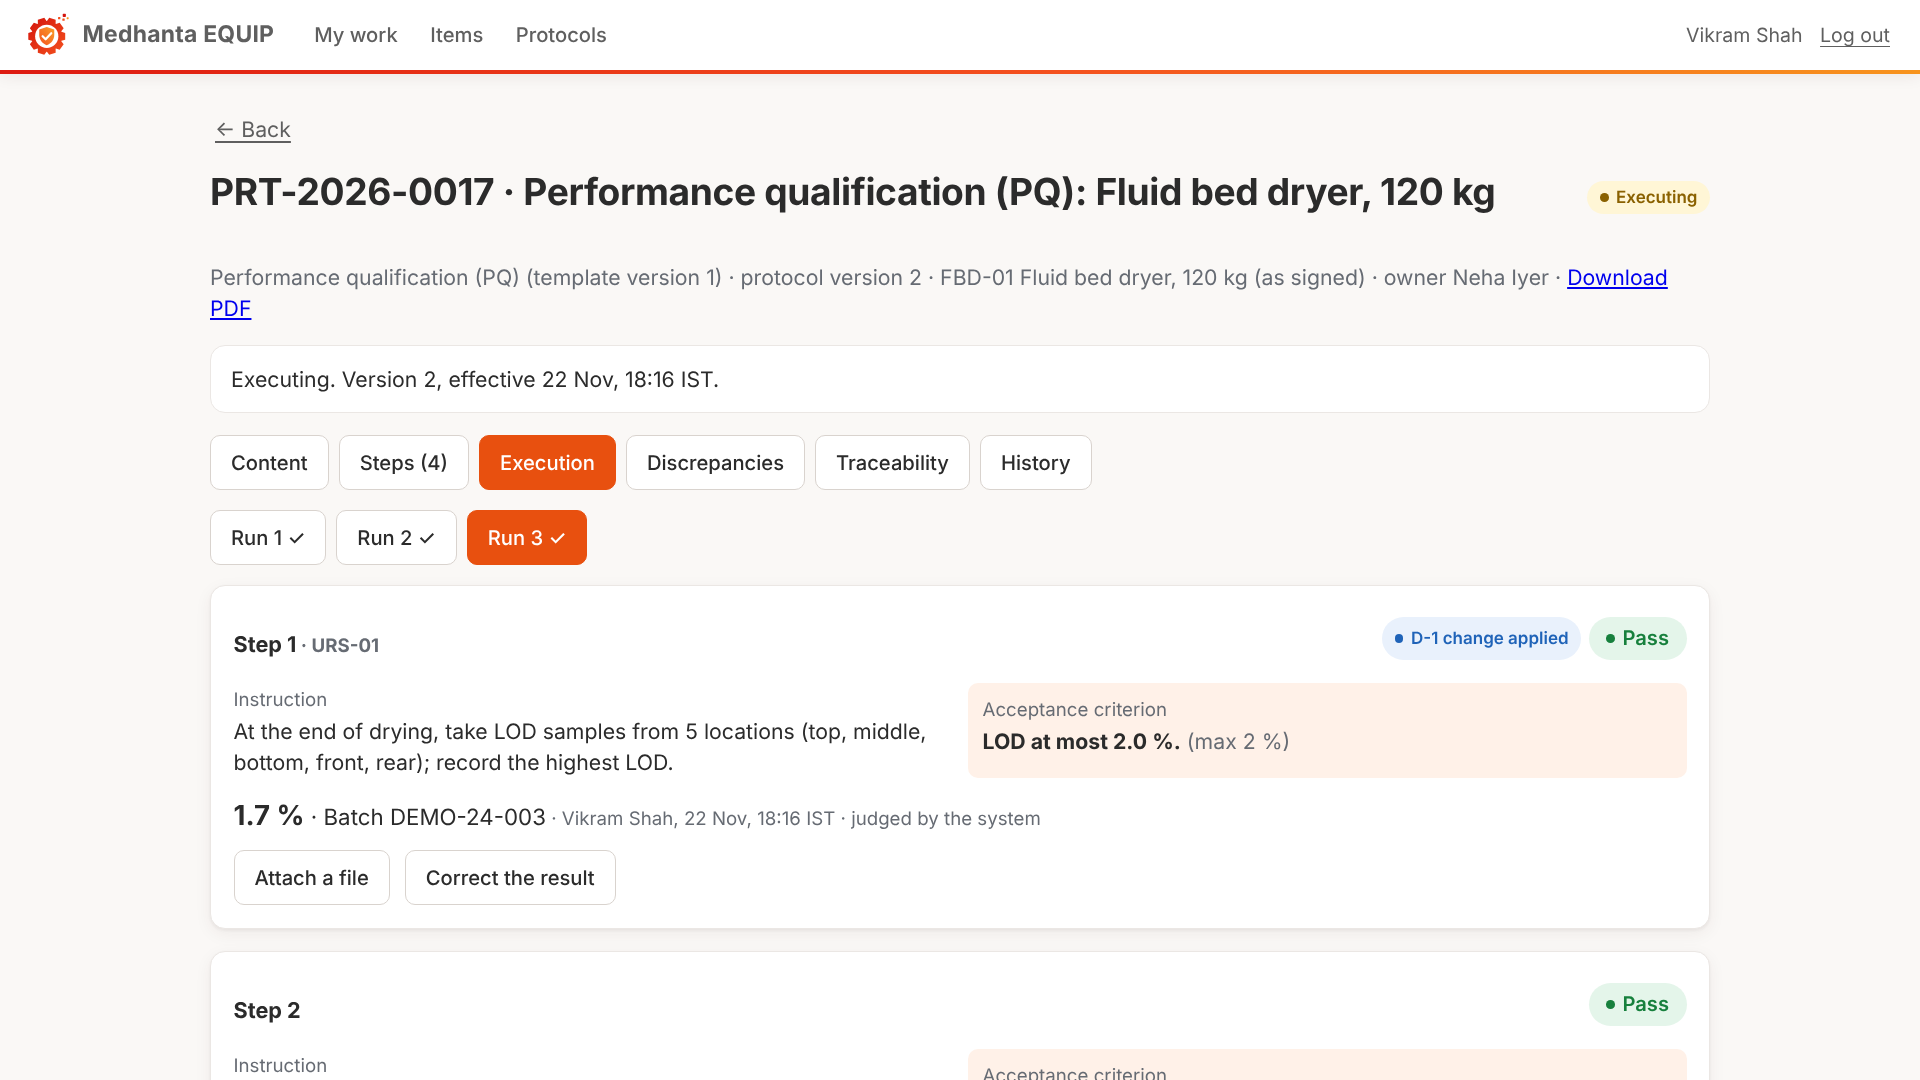 Medhanta EQUIP My work Items Protocols Vikram Shah Log out
← Back
PRT-2026-0017 · Performance qualification (PQ): Fluid bed dryer, 120 kg Executing
Performance qualification (PQ) (template version 1) · protocol version 2 · FBD-01 Fluid bed dryer, 120 kg (as signed) · owner Neha Iyer · Download
PDF
Executing. Version 2, effective 22 Nov, 18:16 IST.
Content Steps (4) Execution Discrepancies Traceability History
Run 1 ✓ Run 2 ✓ Run 3 ✓
Step 1 · URS-01 D-1 change applied Pass
Instruction
At the end of drying, take LOD samples from 5 locations (top, middle,
bottom, front, rear); record the highest LOD.
Acceptance criterion
LOD at most 2.0 %. (max 2 %)
1.7 % · Batch DEMO-24-003 · Vikram Shah, 22 Nov, 18:16 IST · judged by the system
Attach a file Correct the result
Step 2 Pass
Instruction
Acceptance criterion